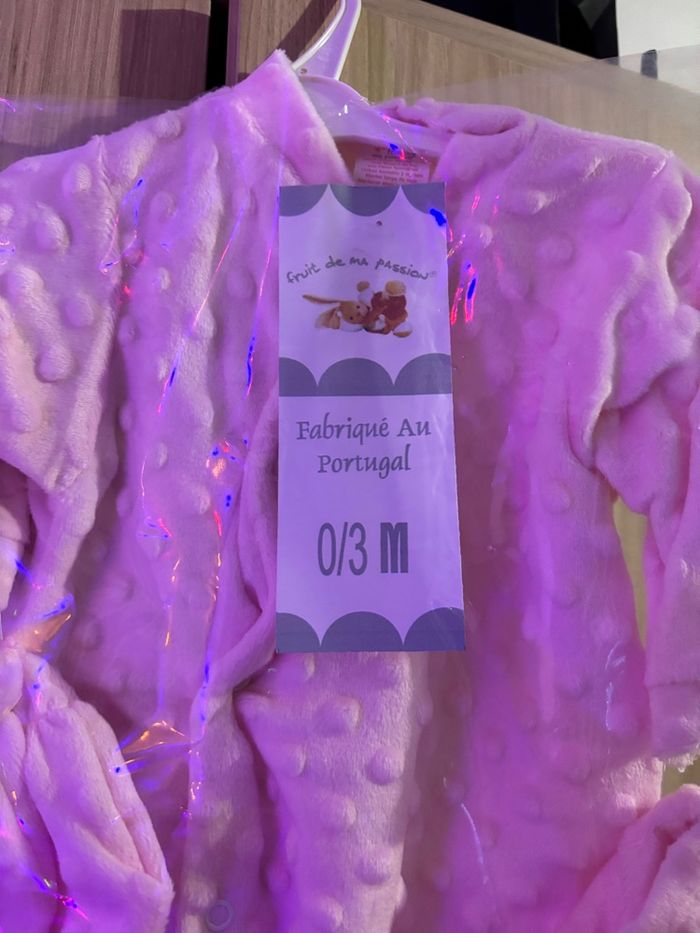 fruit de ma passion®
Fabriqué Au
Portugal
0/3 M